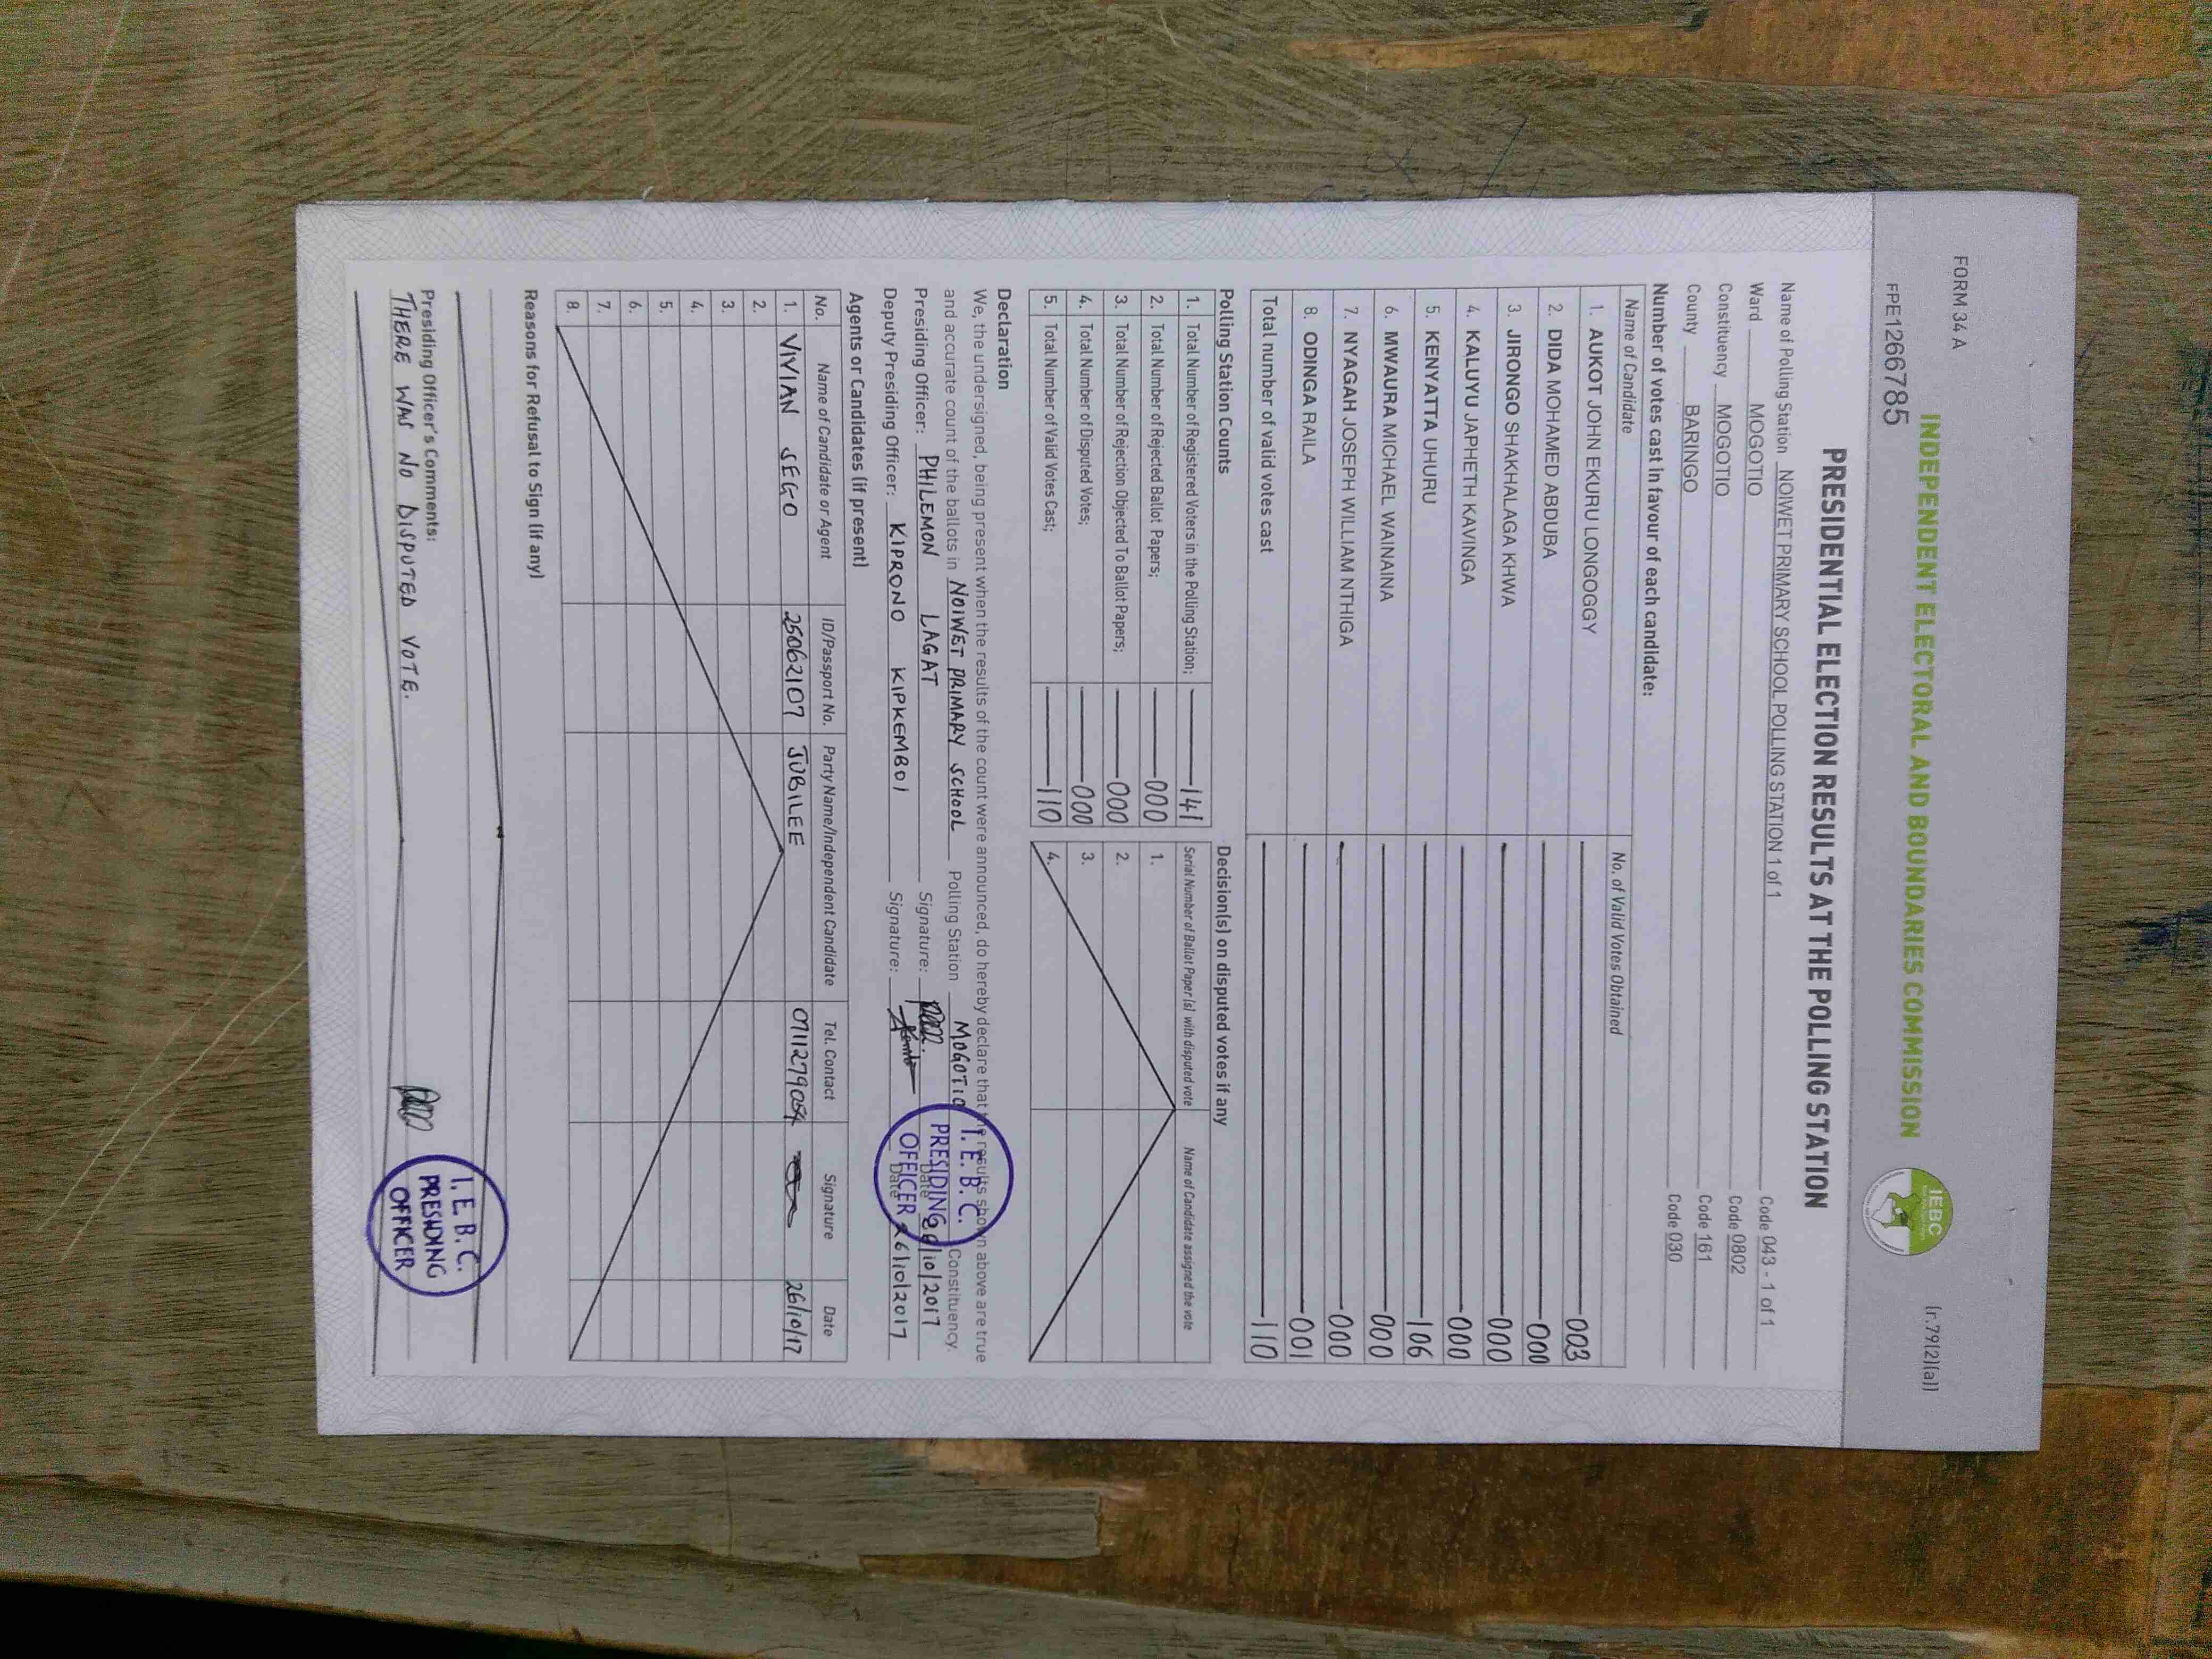 FORM 34 A
[r.79(2)(a)]
INDEPENDENT ELECTORAL AND BOUNDARIES COMMISSION
IEBC
FPE1266785
PRESIDENTIAL ELECTION RESULTS AT THE POLLING STATION
Name of Polling Station NOIWET PRIMARY SCHOOL POLLING STATION 1 of 1 Code 043 - 1 of 1
Ward MOGOTIO Code 0802
Constituency MOGOTIO Code 161
County BARINGO Code 030
Number of votes cast in favour of each candidate:
Name of Candidate No. of Valid Votes Obtained
1. AUKOT JOHN EKURU LONGOGGY 003
2. DIDA MOHAMED ABDUBA 000
3 JIRONGO SHAKHALAGA KHWA 000
4. KALUYU JAPHETH KAVINGA 000
5. KENYATTA UHURU 106
6. MWAURA MICHAEL WAINAINA 000
7. NYAGAH JOSEPH WILLIAM NTHIGA 000
8. ODINGA RAILA 001
Total number of valid votes cast 110
Polling Station Counts Decision(s) on disputed votes if any
1. Total Number of Registered Voters in the Polling Station; 141 Serial Number of Ballot Paper (s) with disputed vote Name of Candidate assigned the vote
2. Total Number of Rejected Ballot Papers; 000 1.
3. Total Number of Rejection Objected To Ballot Papers; 000 2.
4. Total Number of Disputed Votes; 000 3.
5. Total Number of Valid Votes Cast; 110 4.
Declaration
We, the undersigned, being present when the results of the count were announced, do hereby declare that the results shown above are true
and accurate count of the ballots in NOIWET PRIMARY SCHOOL Polling Station MOGOTIO Constituency.
Presiding Officer: PHILEMON LAGAT Signature: Date 26/10/2017
Deputy Presiding Officer: KIPRONO KIPKEMBOI Signature: Date 26/10/2017
I. E. B. C.
PRESIDING
OFFICER
Agents or Candidates (if present)
No. Name of Candidate or Agent ID/Passport No. Party Name/Independent Candidate Tel. Contact Signature Date
1. VIVIAN SEGO 25062107 JUBILEE 0711279054 26/10/17
2.
3.
4.
5.
6.
7.
8.
Reasons for Refusal to Sign (if any)
Presiding Officer's Comments:
THERE WAS NO DISPUTED VOTE.
I. E. B. C.
PRESIDING
OFFICER